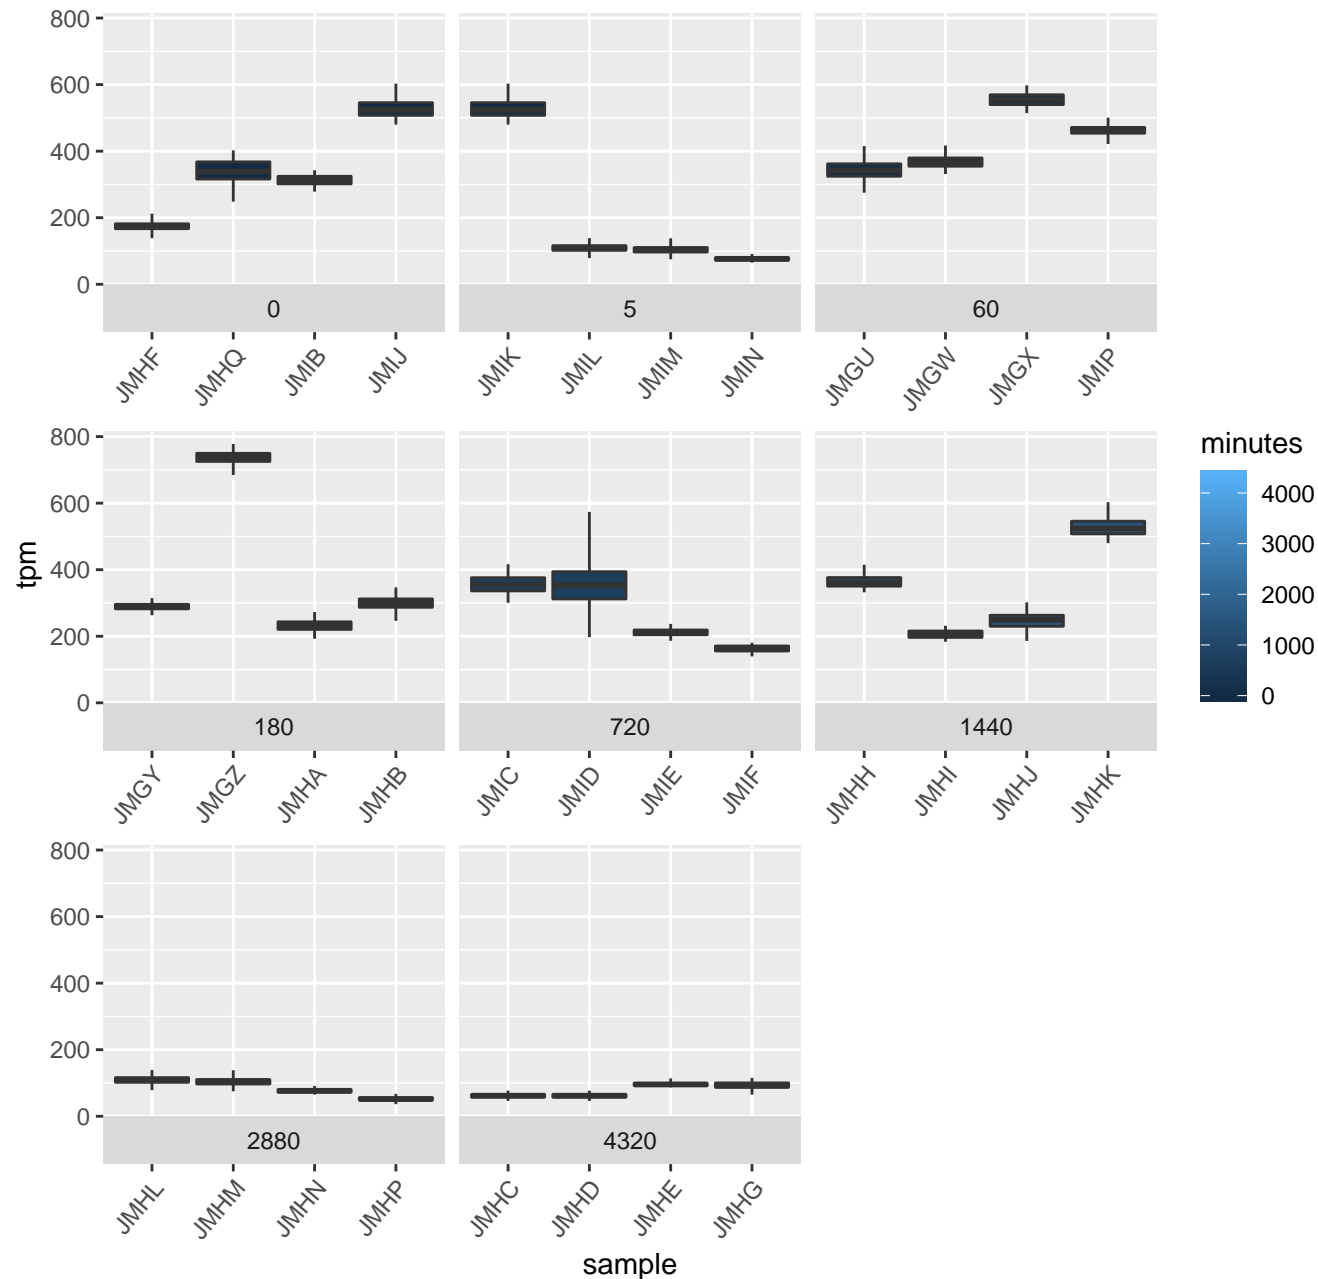 800
600
400
200
0
0
5
60
JMHF
JMHQ
JMIB
JMIJ
JMIK
JMIL
JMIM
JMIN
JMGU
JMGW
JMGX
JMIP
tpm
800
600
400
200
0
180
720
1440
JMGY
JMGZ
JMHA
JMHB
JMIC
JMID
JMIE
JMIF
JMHH
JMHI
JMHJ
JMHK
minutes
4000
3000
2000
1000
0
800
600
400
200
0
2880
4320
JMHL
JMHM
JMHN
JMHP
JMHC
JMHD
JMHE
JMHG
sample